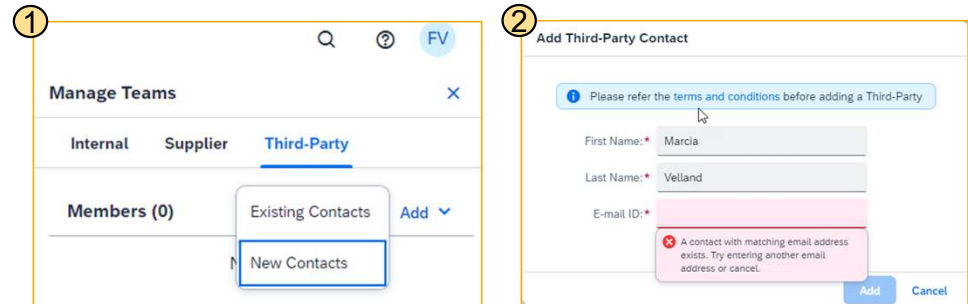 1
FV
Manage Teams
Internal Supplier Third-Party
Members (0)
Existing Contacts
Add
New Contacts
2
Add Third-Party Contact
Please refer the terms and conditions before adding a Third-Party
First Name:* Marcia
Last Name:* Velland
E-mail ID:*
A contact with matching email address
exists. Try entering another email
address or cancel.
Add Cancel